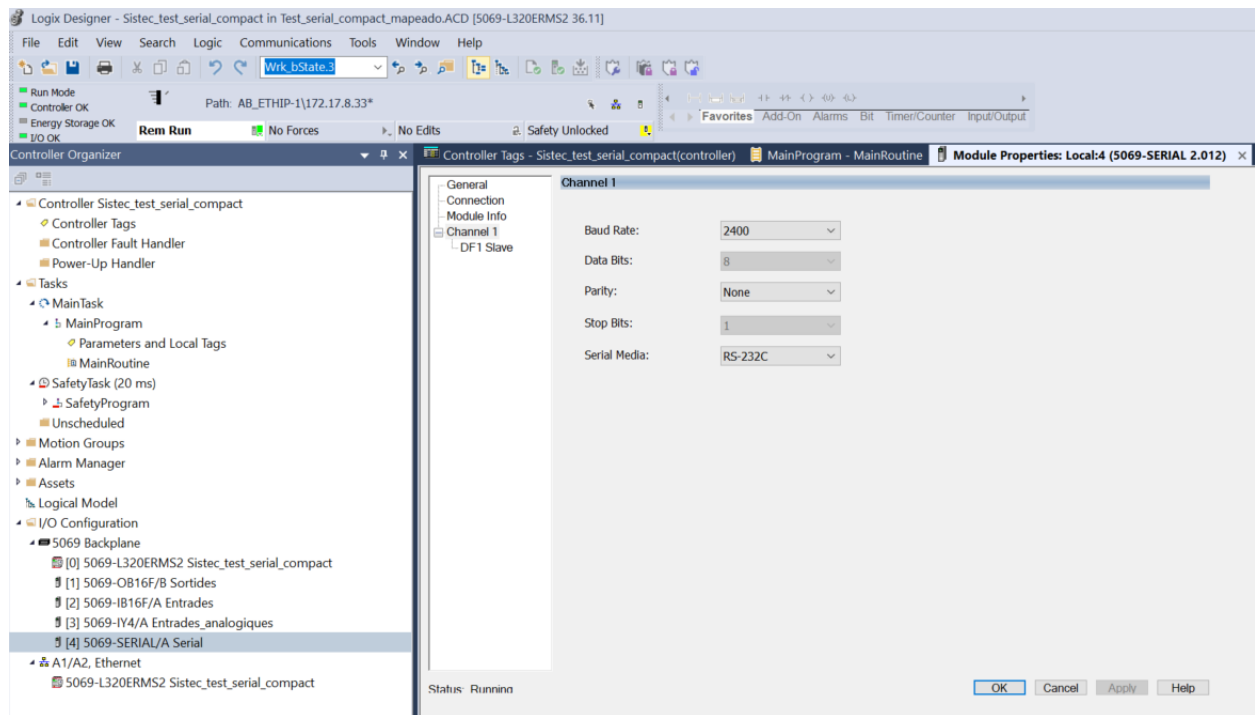 Logix Designer - Sistec_test_serial_compact in Test_serial_compact_mapeado.ACD [5069-L320ERMS2 36.11]
File Edit View Search Logic Communications Tools Window Help
Wrk_bState.3
Run Mode
Controller OK
Energy Storage OK
I/O OK
Path: AB_ETHIP-1\172.17.8.33*
Rem Run
No Forces
No Edits
Safety Unlocked
Favorites Add-On Alarms Bit Timer/Counter Input/Output
Controller Organizer
Controller Tags - Sistec_test_serial_compact(controller)
MainProgram - MainRoutine
Module Properties: Local:4 (5069-SERIAL 2.012)
Controller Sistec_test_serial_compact
Controller Tags
Controller Fault Handler
Power-Up Handler
Tasks
MainTask
MainProgram
Parameters and Local Tags
MainRoutine
SafetyTask (20 ms)
SafetyProgram
Unscheduled
Motion Groups
Alarm Manager
Assets
Logical Model
I/O Configuration
5069 Backplane
[0] 5069-L320ERMS2 Sistec_test_serial_compact
[1] 5069-OB16F/B Sortides
[2] 5069-IB16F/A Entrades
[3] 5069-IY4/A Entrades_analogiques
[4] 5069-SERIAL/A Serial
A1/A2, Ethernet
5069-L320ERMS2 Sistec_test_serial_compact
General
Connection
Module Info
Channel 1
DF1 Slave
Channel 1
Baud Rate: 2400
Data Bits: 8
Parity: None
Stop Bits: 1
Serial Media: RS-232C
Status: Running
OK Cancel Apply Help